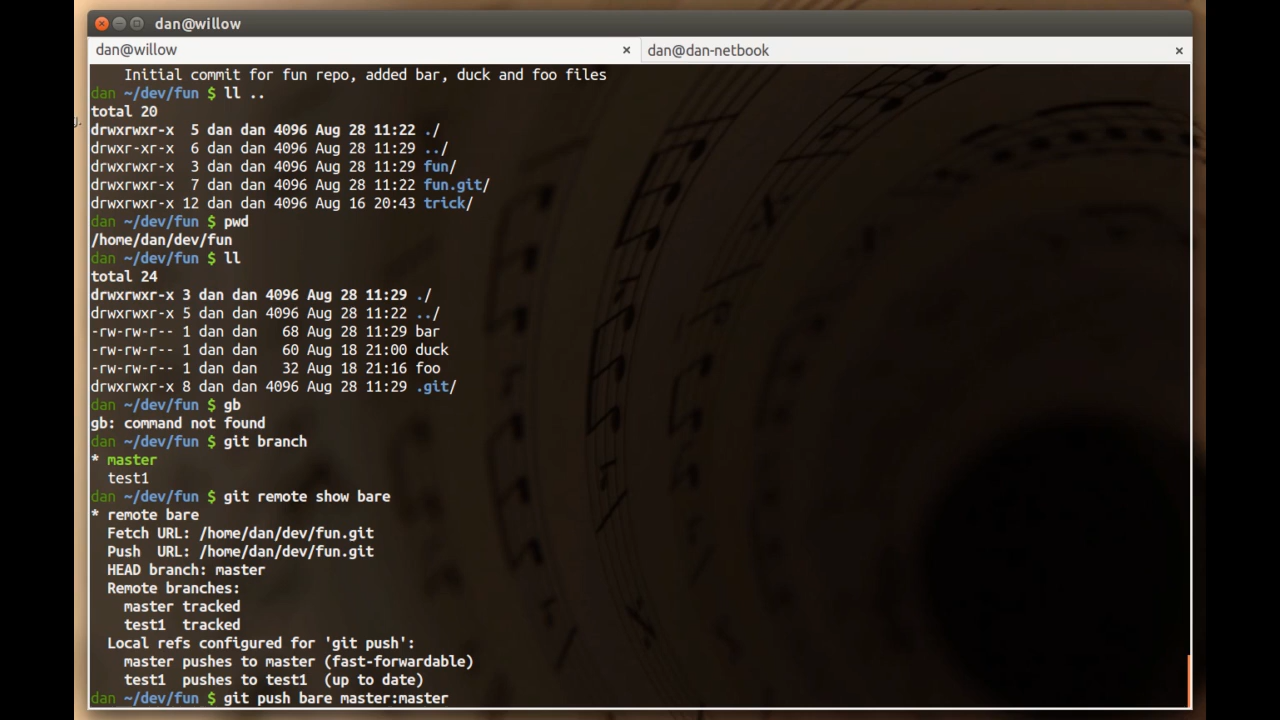 dan@willow
dan@willow × dan@dan-netbook ×
Initial commit for fun repo, added bar, duck and foo files
dan ~/dev/fun $ ll ..
total 20
drwxrwxr-x  5 dan dan 4096 Aug 28 11:22 ./
drwxr-xr-x  6 dan dan 4096 Aug 28 11:29 ../
drwxrwxr-x  3 dan dan 4096 Aug 28 11:29 fun/
drwxrwxr-x  7 dan dan 4096 Aug 28 11:22 fun.git/
drwxrwxr-x 12 dan dan 4096 Aug 16 20:43 trick/
dan ~/dev/fun $ pwd
/home/dan/dev/fun
dan ~/dev/fun $ ll
total 24
drwxrwxr-x 3 dan dan 4096 Aug 28 11:29 ./
drwxrwxr-x 5 dan dan 4096 Aug 28 11:22 ../
-rw-rw-r-- 1 dan dan   68 Aug 28 11:29 bar
-rw-rw-r-- 1 dan dan   60 Aug 18 21:00 duck
-rw-rw-r-- 1 dan dan   32 Aug 18 21:16 foo
drwxrwxr-x 8 dan dan 4096 Aug 28 11:29 .git/
dan ~/dev/fun $ gb
gb: command not found
dan ~/dev/fun $ git branch
* master
  test1
dan ~/dev/fun $ git remote show bare
* remote bare
  Fetch URL: /home/dan/dev/fun.git
  Push  URL: /home/dan/dev/fun.git
  HEAD branch: master
  Remote branches:
    master tracked
    test1  tracked
  Local refs configured for 'git push':
    master pushes to master (fast-forwardable)
    test1  pushes to test1  (up to date)
dan ~/dev/fun $ git push bare master:master